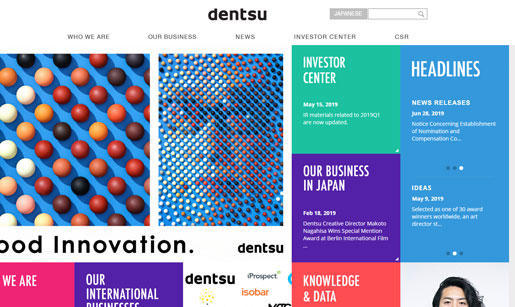 dentsu
JAPANESE
WHO WE ARE
OUR BUSINESS
NEWS
INVESTOR CENTER
CSR
INVESTOR
CENTER
May 15, 2019
IR materials related to 2019Q1
are now updated.
HEADLINES
NEWS RELEASES
Jun 28, 2019
Notice Concerning Establishment
of Nomination and
Compensation Co...
OUR BUSINESS
IN JAPAN
Feb 18, 2019
Dentsu Creative Director Makoto
Nagahisa Wins Special Mention
Award at Berlin International Film
...
IDEAS
May 9, 2019
Selected as one of 30 award
winners worldwide, an art
director st...
ood Innovation.
dentsu
WE ARE
OUR
INTERNATIONAL
BUSINESSES
dentsu
iProspect
isobar
KNOWLEDGE
& DATA